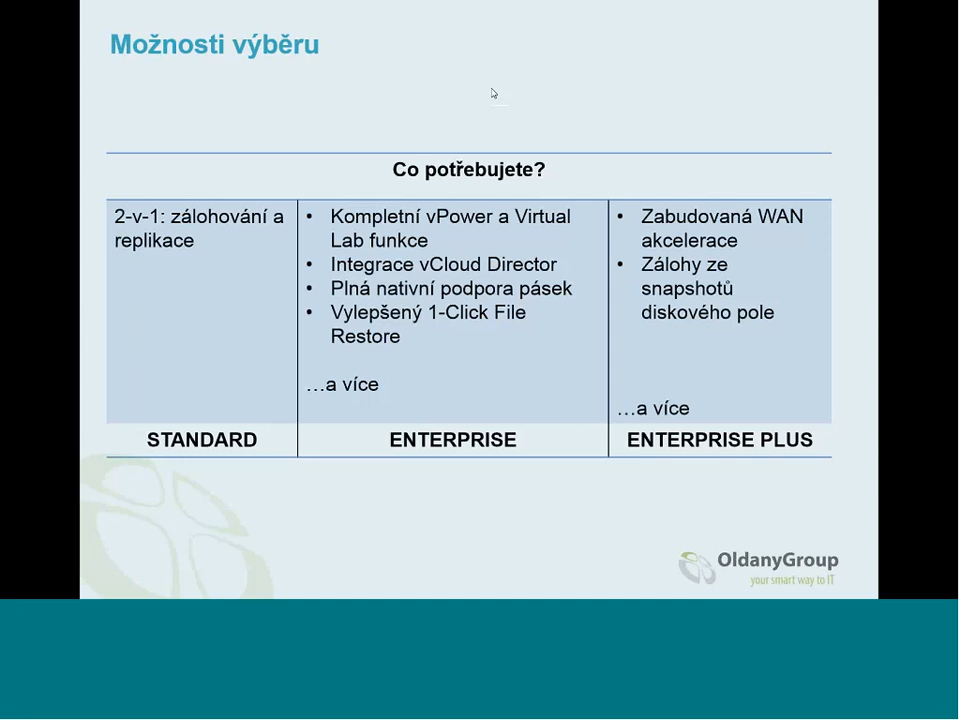 Možnosti výběru
Co potřebujete?
2-v-1: zálohování a
replikace
• Kompletní vPower a Virtual
Lab funkce
• Integrace vCloud Director
• Plná nativní podpora pásek
• Vylepšený 1-Click File
Restore
…a více
• Zabudovaná WAN
akcelerace
• Zálohy ze
snapshotů
diskového pole
…a více
STANDARD
ENTERPRISE
ENTERPRISE PLUS
OldanyGroup
your smart way to IT